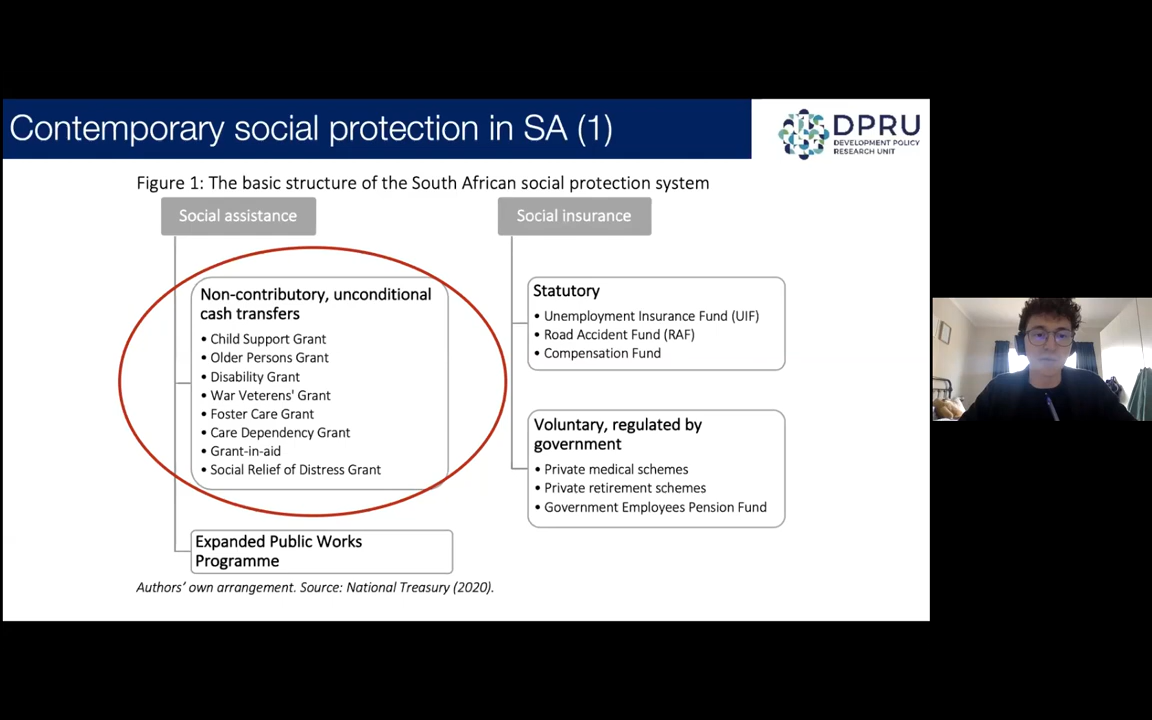 Contemporary social protection in SA (1)
DPRU
DEVELOPMENT POLICY
RESEARCH UNIT
Figure 1: The basic structure of the South African social protection system
Social assistance
Non-contributory, unconditional
cash transfers
• Child Support Grant
• Older Persons Grant
• Disability Grant
• War Veterens' Grant
• Foster Care Grant
• Care Dependency Grant
• Grant-in-aid
• Social Relief of Distress Grant
Expanded Public Works
Programme
Social insurance
Statutory
• Unemployment Insurance Fund (UIF)
• Road Accident Fund (RAF)
• Compensation Fund
Voluntary, regulated by
government
• Private medical schemes
• Private retirement schemes
• Government Employees Pension Fund
Authors’ own arrangement. Source: National Treasury (2020).